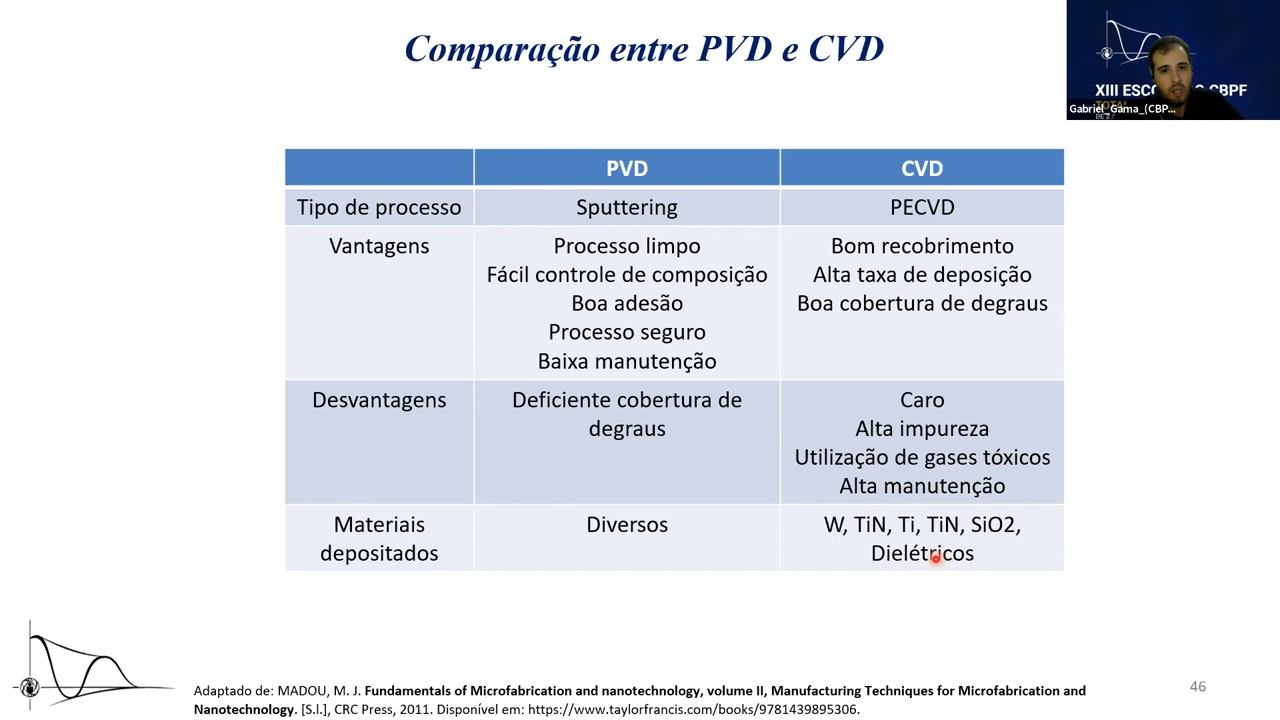 Comparação entre PVD e CVD
XIII ESCO O CBPF
Gabriel_Gama_(CBP...
PVD CVD
Tipo de processo Sputtering PECVD
Vantagens Processo limpo Bom recobrimento
Fácil controle de composição Alta taxa de deposição
Boa adesão Boa cobertura de degraus
Processo seguro
Baixa manutenção
Desvantagens Deficiente cobertura de Caro
degraus Alta impureza
Utilização de gases tóxicos
Alta manutenção
Materiais Diversos W, TiN, Ti, TiN, SiO2,
depositados Dielétricos
Adaptado de: MADOU, M. J. Fundamentals of Microfabrication and nanotechnology, volume II, Manufacturing Techniques for Microfabrication and
Nanotechnology. [S.l.], CRC Press, 2011. Disponível em: https://www.taylorfrancis.com/books/9781439895306.
46